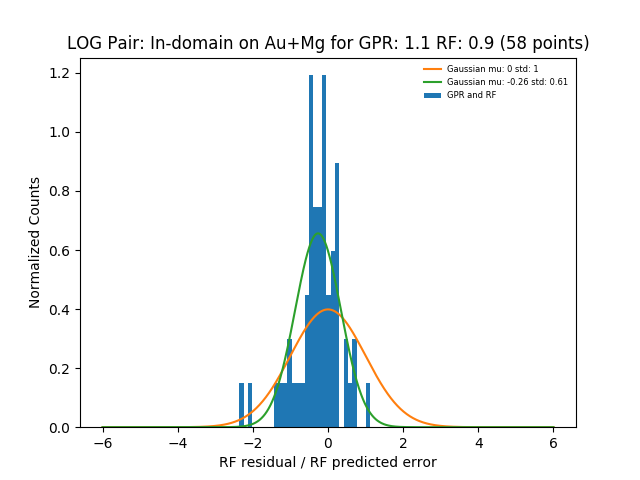 LOG Pair: In-domain on Au+Mg for GPR: 1.1 RF: 0.9 (58 points)
Gaussian mu: 0 std: 1
Gaussian mu: -0.26 std: 0.61
GPR and RF
Normalized Counts
1.2
1.0
0.8
0.6
0.4
0.2
0.0
−6 −4 −2 0 2 4 6
RF residual / RF predicted error